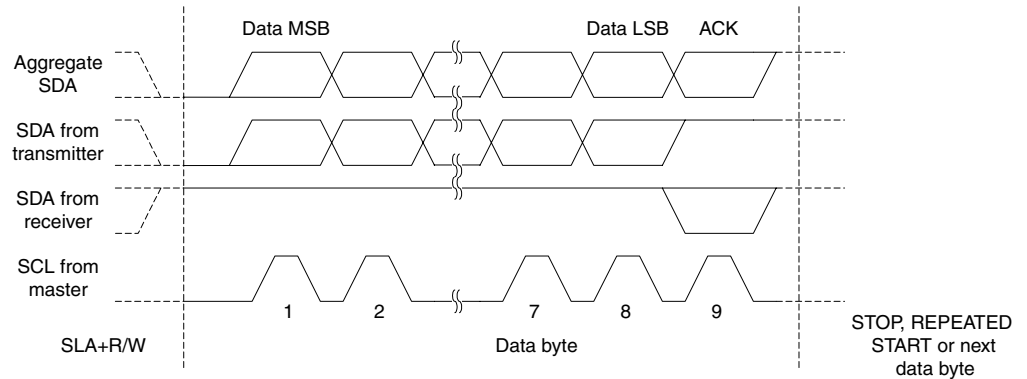 Data MSB
Data LSB
ACK
Aggregate
SDA
SDA from
transmitter
SDA from
receiver
SCL from
master
1
2
7
8
9
SLA+R/W
Data byte
STOP, REPEATED
START or next
data byte